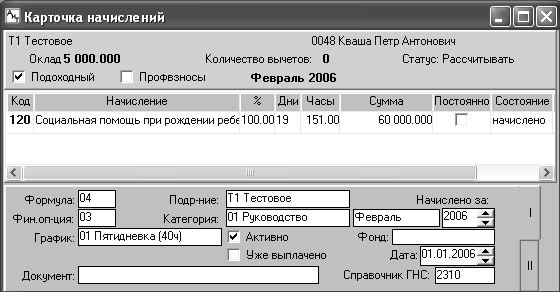 Карточка начислений
Т1 Тестовое 0048 Кваша Петр Антонович
Оклад 5 000.000 Количество вычетов: 0 Статус: Рассчитывать
Подоходный Профвзносы Февраль 2006
Код Начисление % Дни Часы Сумма Постоянно Состояние
120 Социальная помощь при рождении ребе 100.00 19 151.00 60 000.000 начислено
Формула: 04 Подр-ние: Т1 Тестовое Начислено за:
Фин.оп-ция: 03 Категория: 01 Руководство Февраль 2006
График: 01 Пятидневка (40ч) Активно Фонд:
Уже выплачено Дата: 01.01.2006
Документ: Справочник ГНС: 2310
I
II